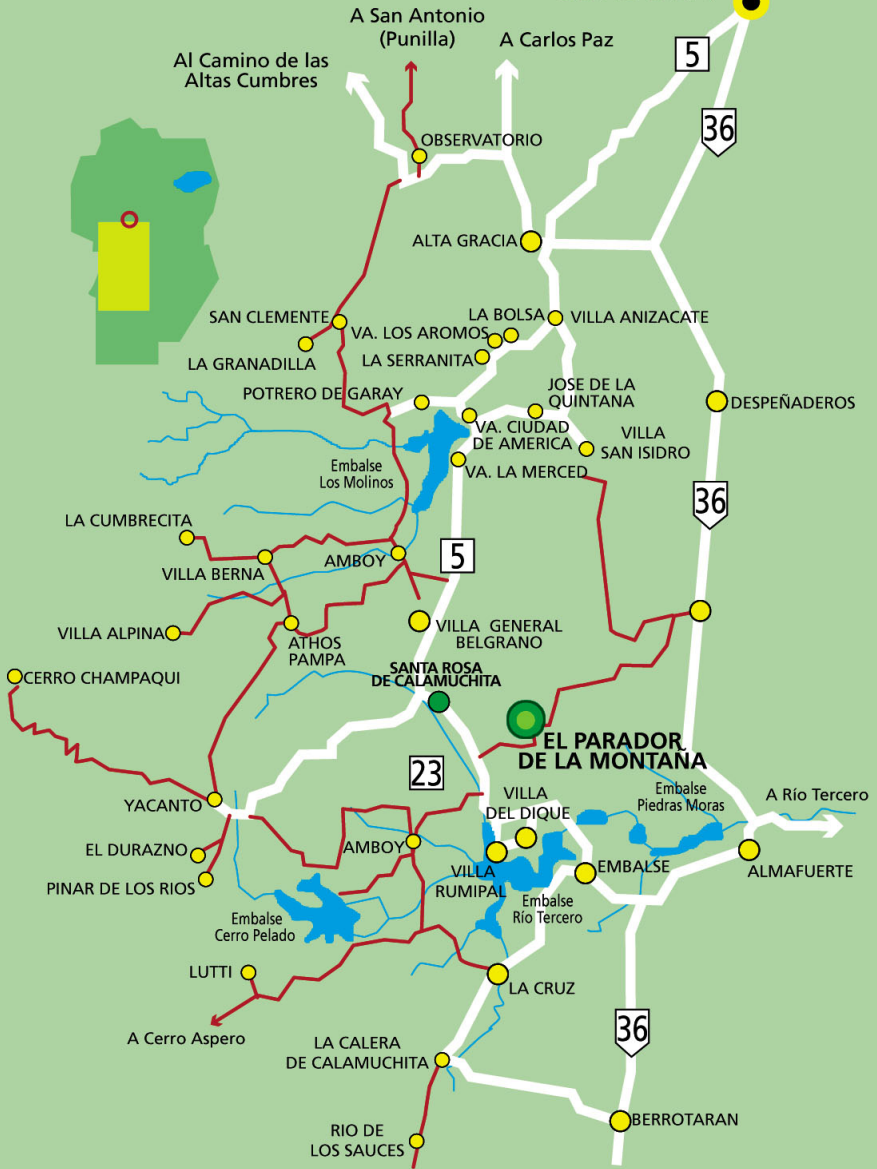 A San Antonio
(Punilla)
A Carlos Paz
Al Camino de las
Altas Cumbres
5
36
OBSERVATORIO
ALTA GRACIA
SAN CLEMENTE
LA BOLSA
VILLA ANIZACATE
VA. LOS AROMOS
LA GRANADILLA
LA SERRANITA
POTRERO DE GARAY
JOSE DE LA
QUINTANA
DESPEÑADEROS
VA. CIUDAD
DE AMERICA
VILLA
SAN ISIDRO
Embalse
Los Molinos
VA. LA MERCED
36
LA CUMBRECITA
VILLA BERNA
AMBOY
5
VILLA ALPINA
ATHOS
PAMPA
VILLA GENERAL
BELGRANO
CERRO CHAMPAQUI
SANTA ROSA
DE CALAMUCHITA
EL PARADOR
DE LA MONTAÑA
23
YACANTO
VILLA
DEL DIQUE
Embalse
Piedras Moras
A Río Tercero
EL DURAZNO
AMBOY
PINAR DE LOS RIOS
VILLA
RUMIPAL
EMBALSE
ALMAFUERTE
Embalse
Río Tercero
Embalse
Cerro Pelado
LUTTI
LA CRUZ
A Cerro Aspero
36
LA CALERA
DE CALAMUCHITA
BERROTARAN
RIO DE
LOS SAUCES